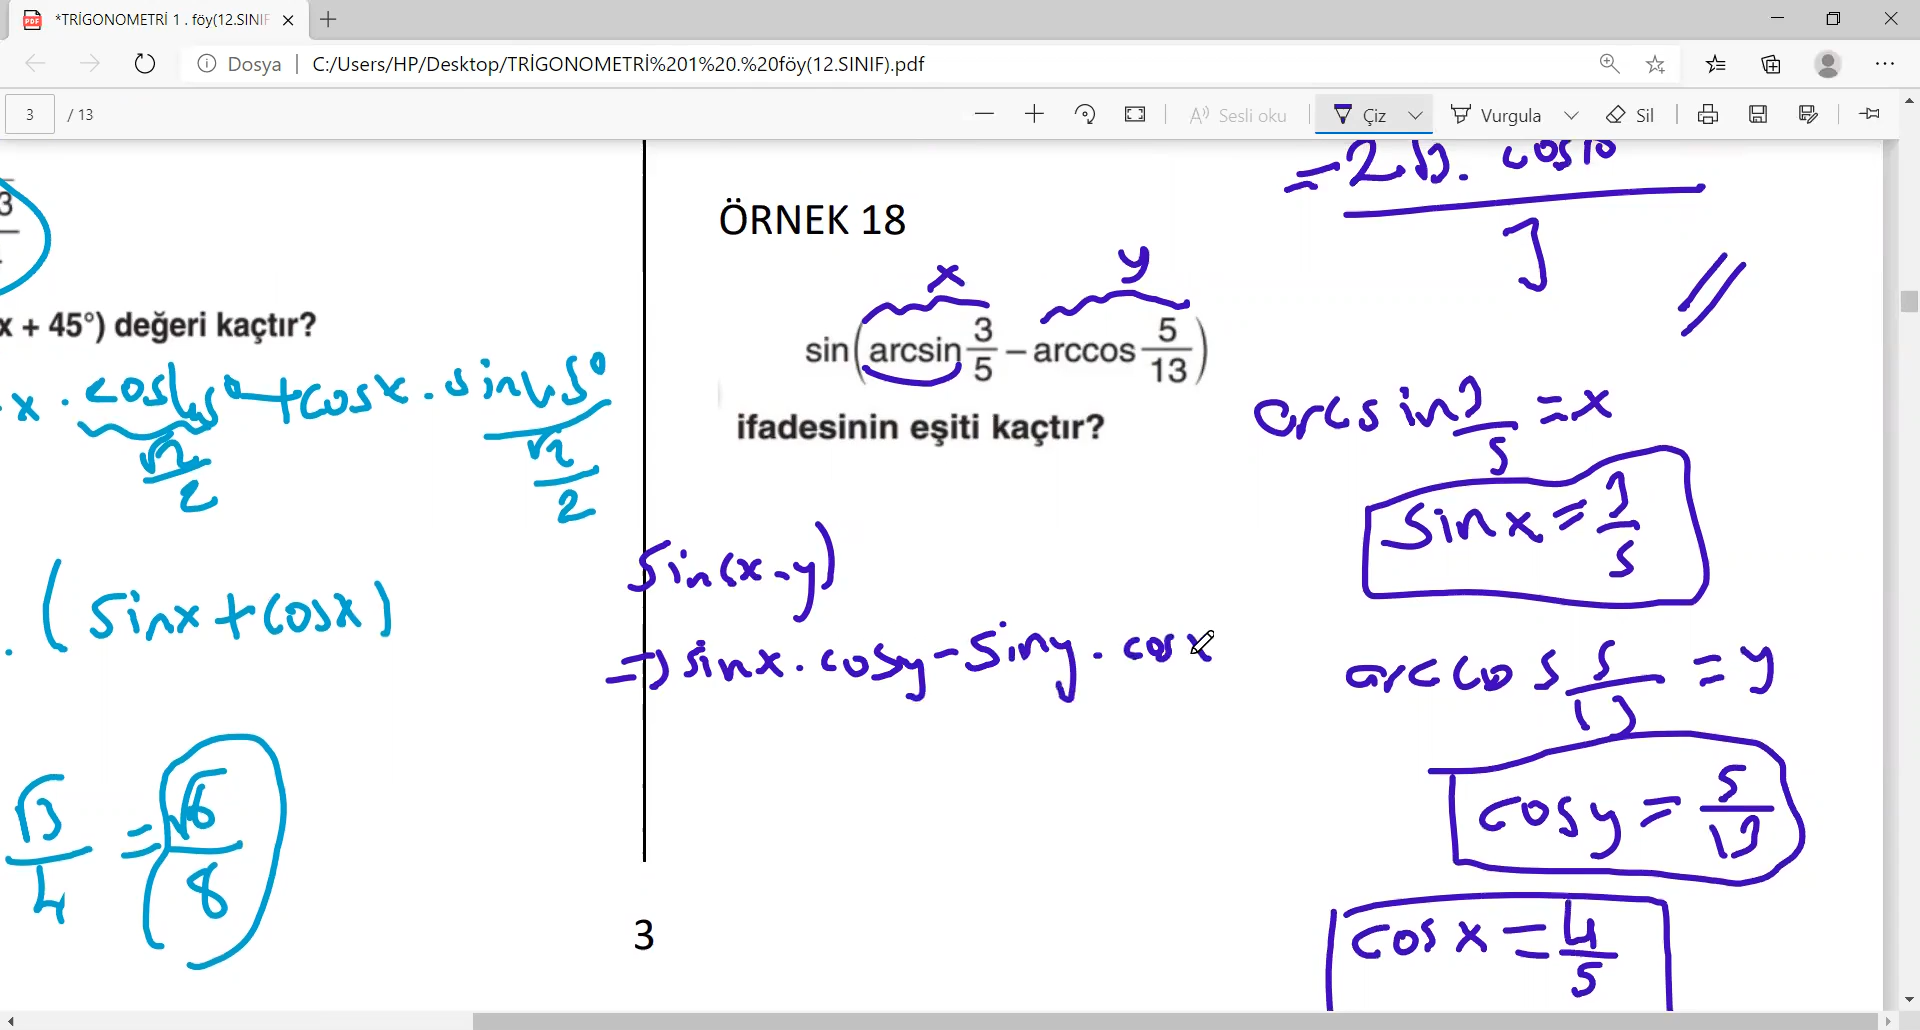 *TRİGONOMETRİ 1 . föy(12.SINIF
Dosya | C:/Users/HP/Desktop/TRİGONOMETRİ%201%20.%20föy(12.SINIF).pdf
3 / 13
Sesli oku
Çiz
Vurgula
Sil
3
x + 45°) değeri kaçtır?
x . cos45° + cosx . sin45°
√2/2 √2/2
. (sinx + cosx)
√3/4 = √6/8
ÖRNEK 18
x y
sin(arcsin 3/5 − arccos 5/13)
ifadesinin eşiti kaçtır?
sin(x-y)
=> sinx . cosy - siny . cosx
3
arcsin 3/5 = x
sinx = 3/5
arccos 5/13 = y
cosy = 5/13
cosx = 4/5